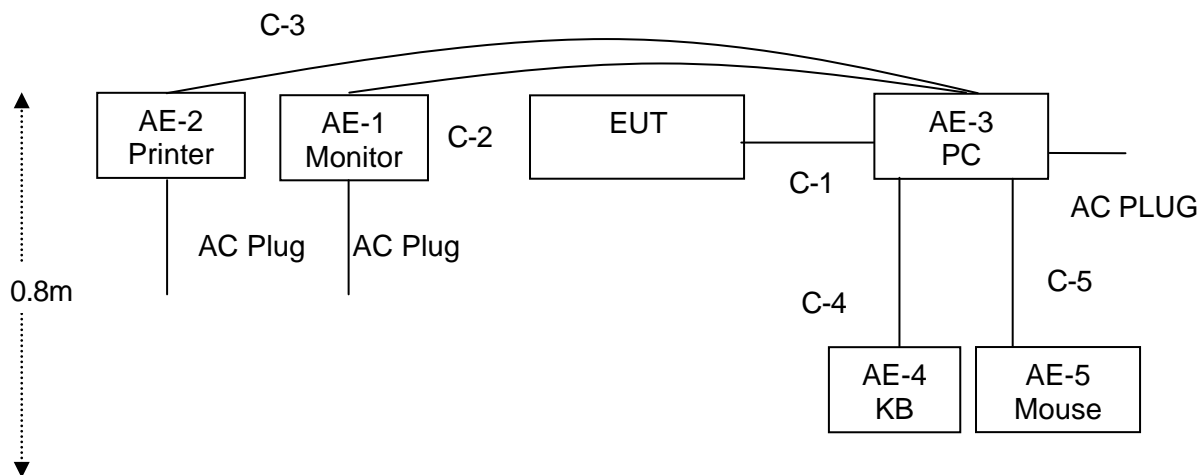 C-3
AE-2
Printer
AE-1
Monitor
C-2
EUT
C-1
AE-3
PC
AC PLUG
AC Plug
AC Plug
0.8m
C-4
C-5
AE-4
KB
AE-5
Mouse